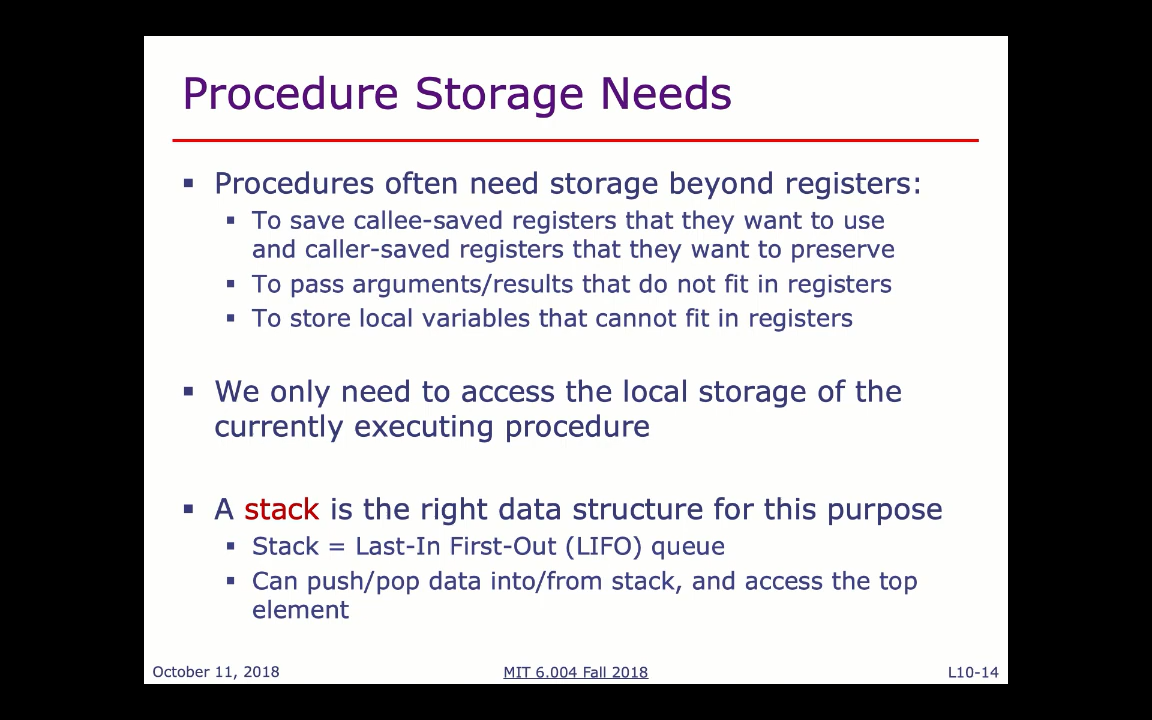 Procedure Storage Needs
▪ Procedures often need storage beyond registers:
▪ To save callee-saved registers that they want to use
and caller-saved registers that they want to preserve
▪ To pass arguments/results that do not fit in registers
▪ To store local variables that cannot fit in registers
▪ We only need to access the local storage of the
currently executing procedure
▪ A stack is the right data structure for this purpose
▪ Stack = Last-In First-Out (LIFO) queue
▪ Can push/pop data into/from stack, and access the top
element
October 11, 2018
MIT 6.004 Fall 2018
L10-14